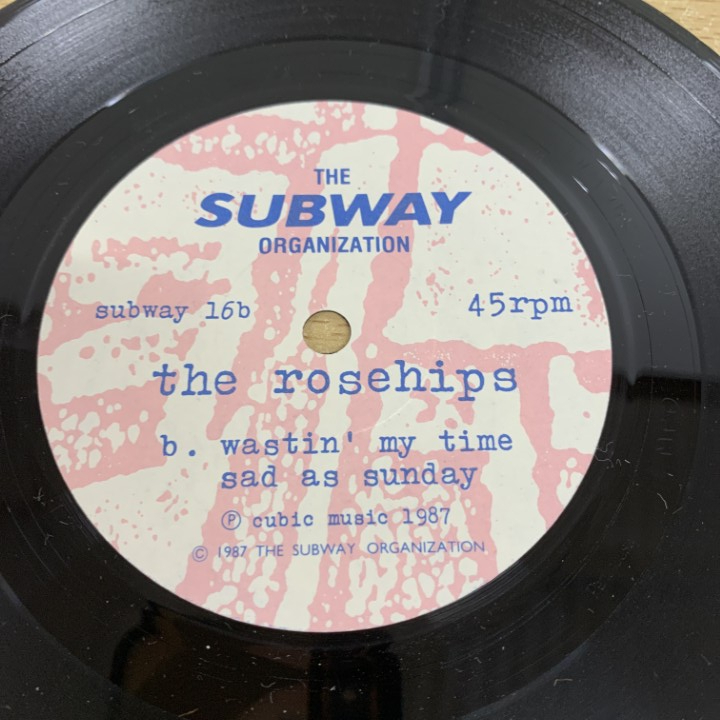 THE
SUBWAY
ORGANIZATION
subway 16b
45rpm
the rosehips
b. wastin' my time
sad as sunday
Ⓟ cubic music 1987
© 1987 THE SUBWAY ORGANIZATION